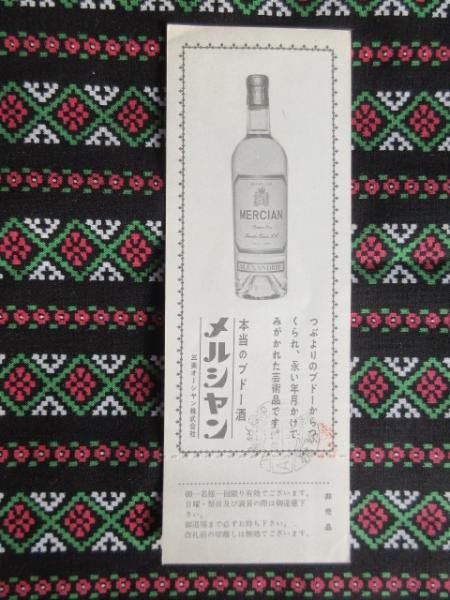 MERCIAN
ALEXANDRIE
つぶよりのブドーからつ
くられ、永い年月かけて
みがかれた芸術品です。
本当のブドー酒
メルシヤン
三楽オーシヤン株式会社
非売品
御一名様一回限り有効でございます。
日曜・祭日及び満員の際は御遠慮下
さい。
御退場まで必ずお持ち下さい。
改札前の切離しは無効でございます。